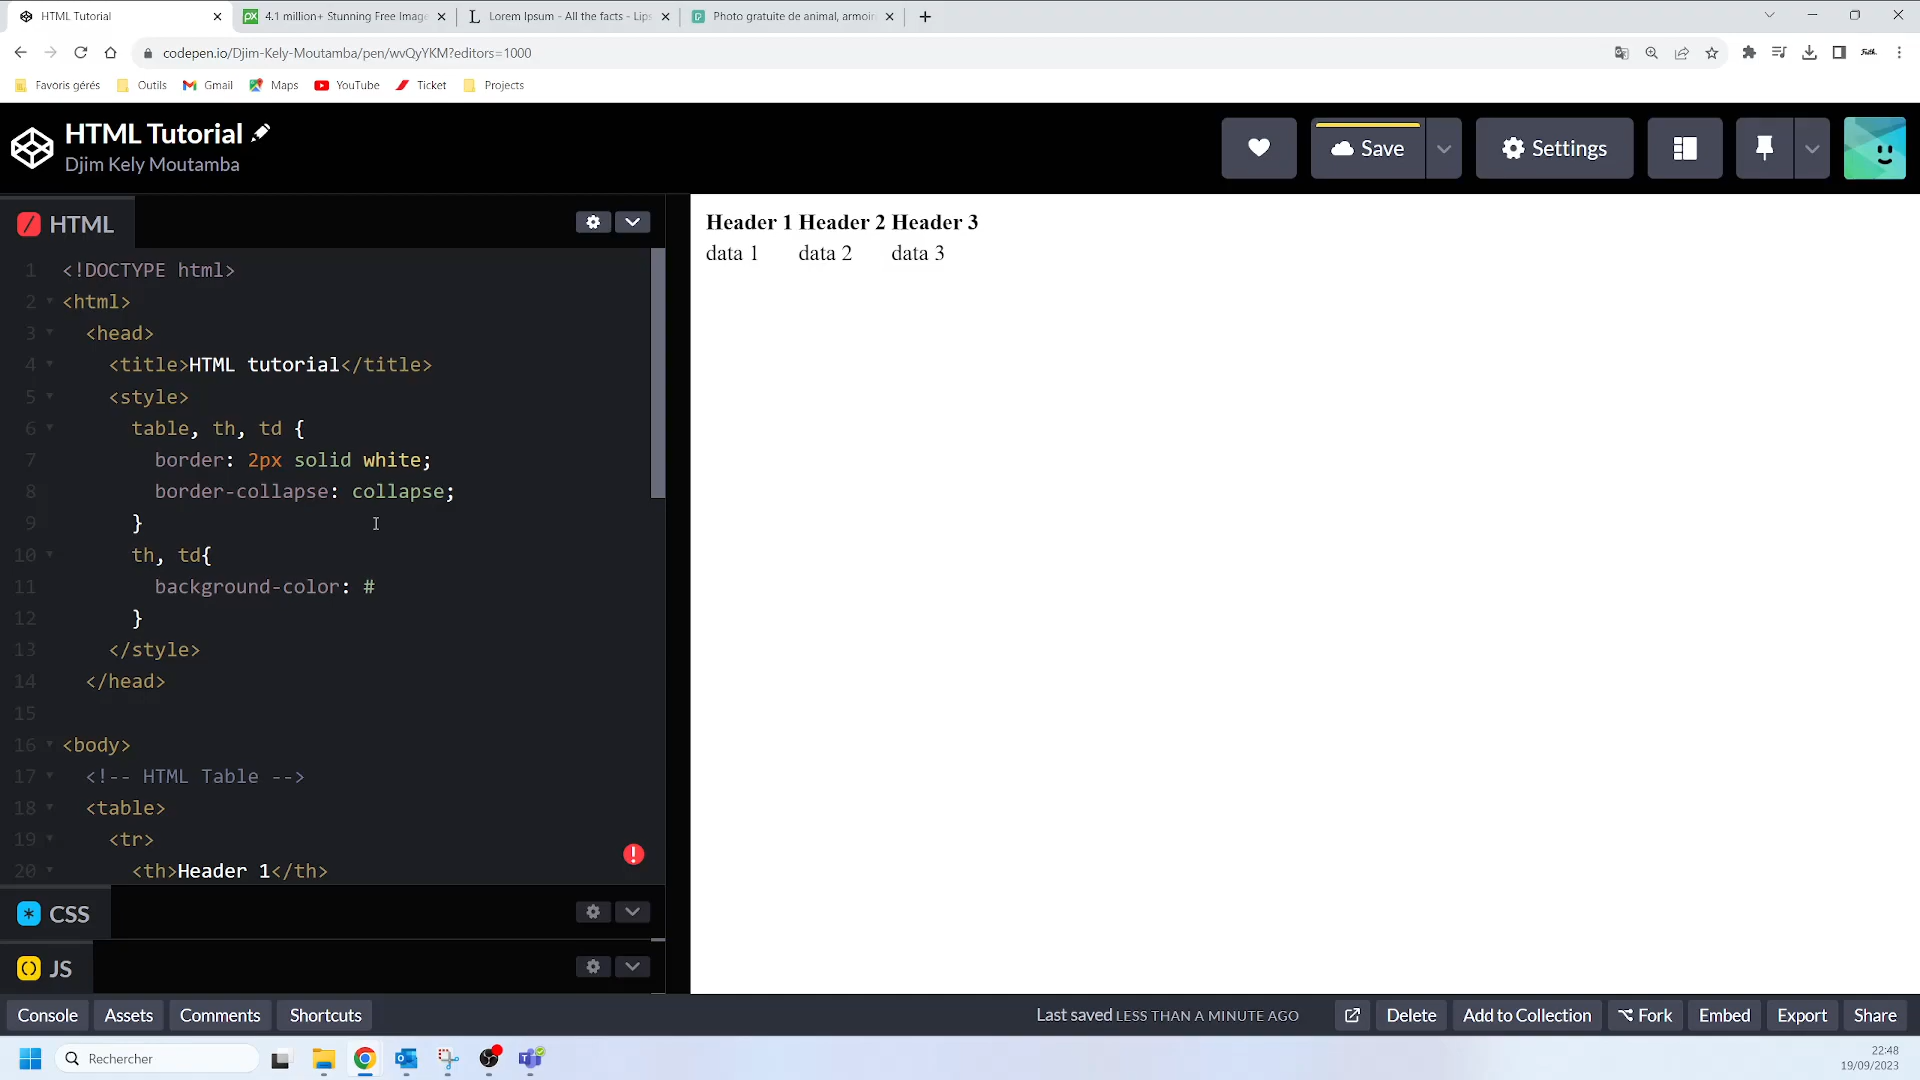 HTML Tutorial
4.1 million+ Stunning Free Image
Lorem Ipsum - All the facts - Lips
Photo gratuite de animal, armoir
codepen.io/Djim-Kely-Moutamba/pen/wvQyYKM?editors=1000
Favoris gérés
Outils
Gmail
Maps
YouTube
Ticket
Projects
HTML Tutorial
Djim Kely Moutamba
Save
Settings
HTML
1 <!DOCTYPE html>
2 <html>
3 <head>
4 <title>HTML tutorial</title>
5 <style>
6 table, th, td {
7 border: 2px solid white;
8 border-collapse: collapse;
9 }
10 th, td{
11 background-color: #
12 }
13 </style>
14 </head>
15
16 <body>
17 <!-- HTML Table -->
18 <table>
19 <tr>
20 <th>Header 1</th>
Header 1 Header 2 Header 3
data 1 data 2 data 3
CSS
JS
Console
Assets
Comments
Shortcuts
Last saved LESS THAN A MINUTE AGO
Delete
Add to Collection
Fork
Embed
Export
Share
Rechercher
22:48
19/09/2023